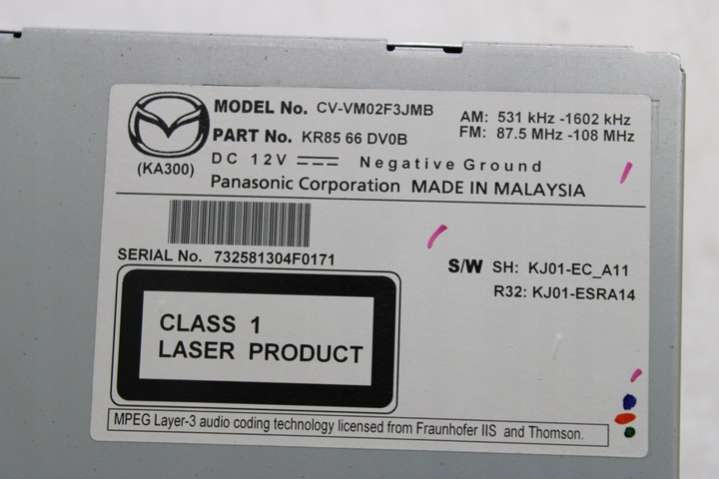 MODEL No. CV-VM02F3JMB
AM: 531 kHz -1602 kHz
PART No. KR85 66 DV0B
FM: 87.5 MHz -108 MHz
(KA300)
DC 12V Negative Ground
Panasonic Corporation MADE IN MALAYSIA
SERIAL No. 732581304F0171
S/W SH: KJ01-EC_A11
R32: KJ01-ESRA14
CLASS 1
LASER PRODUCT
MPEG Layer-3 audio coding technology licensed from Fraunhofer IIS and Thomson.